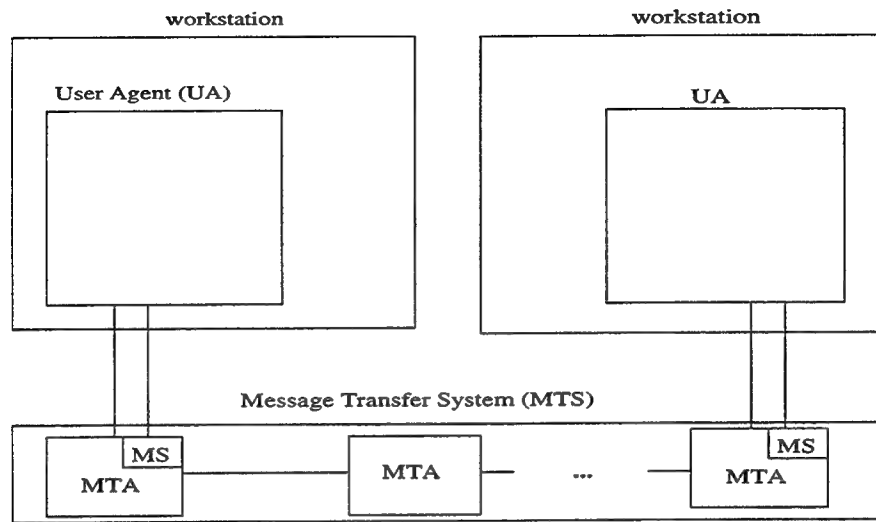 workstation
workstation
User Agent (UA)
UA
Message Transfer System (MTS)
MS
MTA
MTA
...
MS
MTA